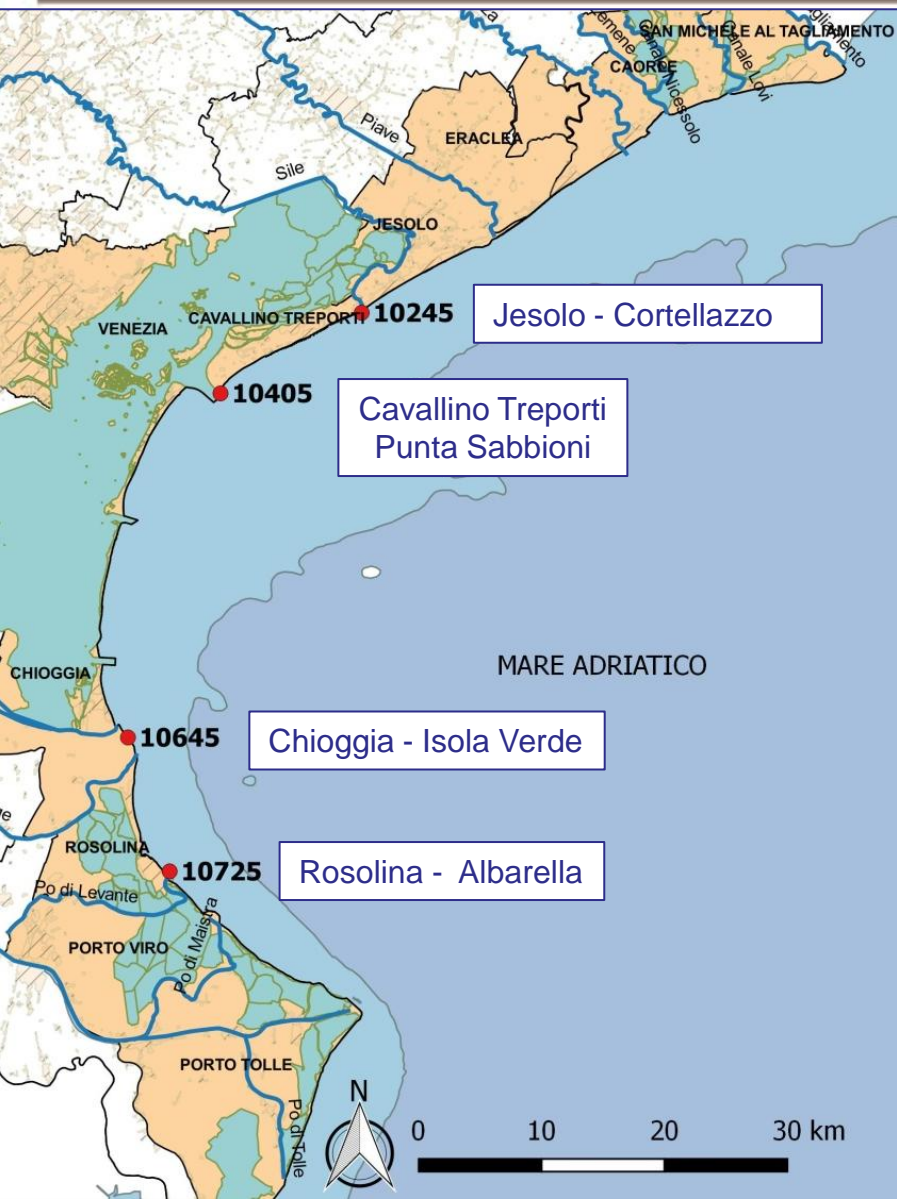 SAN MICHELE AL TAGLIAMENTO
CAORLE
Canale Nicessolo
Canale Lovi
Piave
ERACLEA
Sile
JESOLO
CAVALLINO TREPORTI
10245
Jesolo - Cortellazzo
VENEZIA
10405
Cavallino Treporti
Punta Sabbioni
MARE ADRIATICO
CHIOGGIA
10645
Chioggia - Isola Verde
ROSOLINA
10725
Rosolina - Albarella
Po di Levante
Po di Maistra
PORTO VIRO
PORTO TOLLE
Po di Tolle
N
0 10 20 30 km